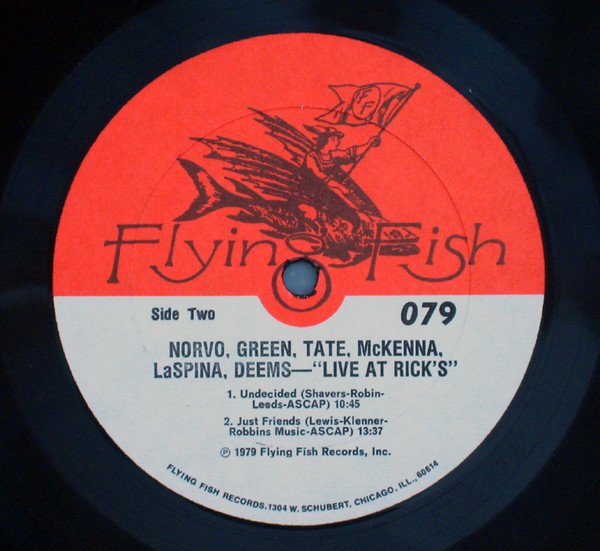 FF
Flying Fish
Side Two
079
NORVO, GREEN, TATE, McKENNA,
LaSPINA, DEEMS—"LIVE AT RICK'S"
1. Undecided (Shavers-Robin-
Leeds-ASCAP) 10:45
2. Just Friends (Lewis-Klenner-
Robbins Music-ASCAP) 13:37
℗ 1979 Flying Fish Records, Inc.
FLYING FISH RECORDS, 1304 W. SCHUBERT, CHICAGO, ILL., 60614